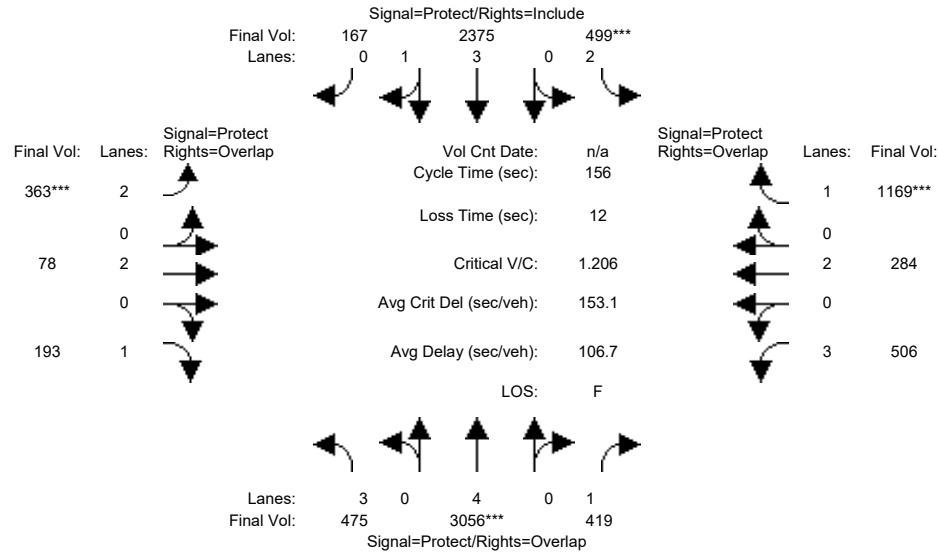 Signal=Protect/Rights=Include
Final Vol: 167 2375 499***
Lanes: 0 1 3 0 2
Signal=Protect Signal=Protect
Final Vol: Lanes: Rights=Overlap Vol Cnt Date: n/a Rights=Overlap Lanes: Final Vol:
Cycle Time (sec): 156
363*** 2 1 1169***
Loss Time (sec): 12
0 0
78 2 Critical V/C: 1.206 2 284
0 Avg Crit Del (sec/veh): 153.1 0
193 1 Avg Delay (sec/veh): 106.7 3 506
LOS: F
Lanes: 3 0 4 0 1
Final Vol: 475 3056*** 419
Signal=Protect/Rights=Overlap